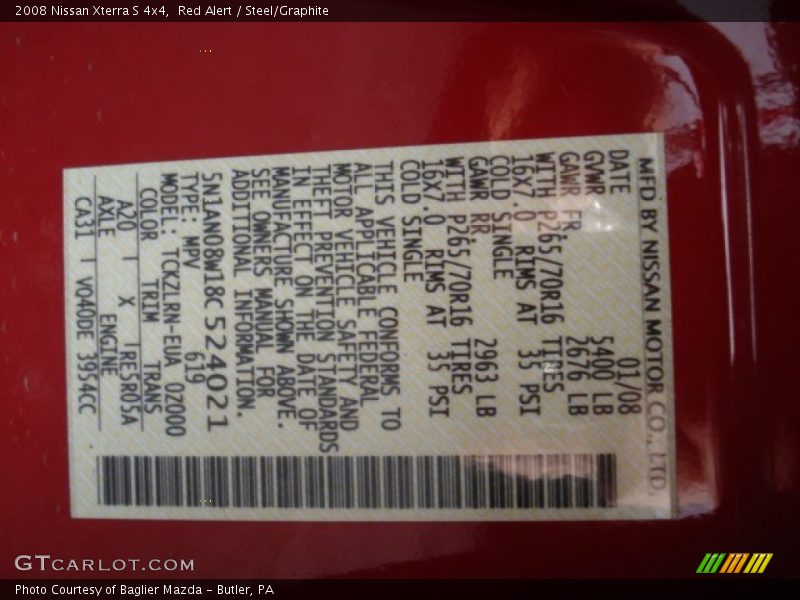 2008 Nissan Xterra S 4x4,  Red Alert / Steel/Graphite
MFD BY NISSAN MOTOR CO., LTD.
DATE 01/08
GVWR 5400 LB
GAWR FR. 2676 LB
WITH P265/70R16 TIRES
16X7.0 RIMS AT 35 PSI
COLD SINGLE
GAWR RR. 2963 LB
WITH P265/70R16 TIRES
16X7.0 RIMS AT 35 PSI
COLD SINGLE
THIS VEHICLE CONFORMS TO
ALL APPLICABLE FEDERAL
MOTOR VEHICLE SAFETY AND
THEFT PREVENTION STANDARDS
IN EFFECT ON THE DATE OF
MANUFACTURE SHOWN ABOVE.
SEE OWNERS MANUAL FOR
ADDITIONAL INFORMATION.
5N1AN08W18C524021
TYPE: MPV 619
MODEL: TCKZLRN-EUA 0Z000
COLOR TRIM TRANS
A20 | X |RE5R05A
AXLE ENGINE
CA31 | VQ40DE 3954CC
GTCARLOT.COM
Photo Courtesy of Baglier Mazda - Butler, PA